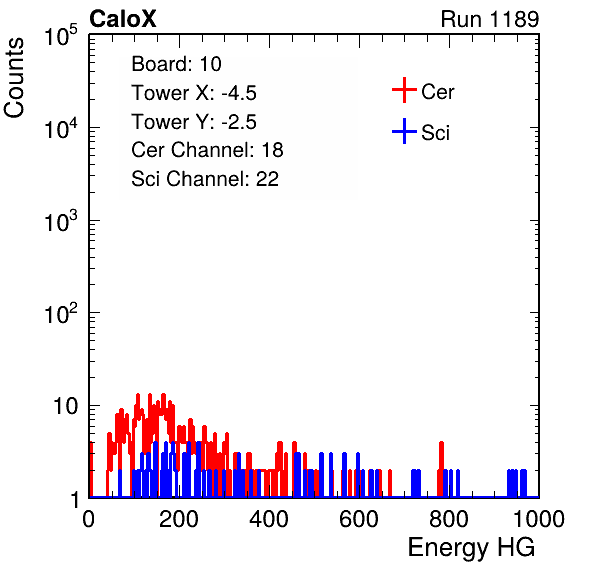 CaloX Run 1189
Counts
10^5
10^4
10^3
10^2
10
1
Board: 10
Tower X: -4.5
Tower Y: -2.5
Cer Channel: 18
Sci Channel: 22
Cer
Sci
0 200 400 600 800 1000
Energy HG